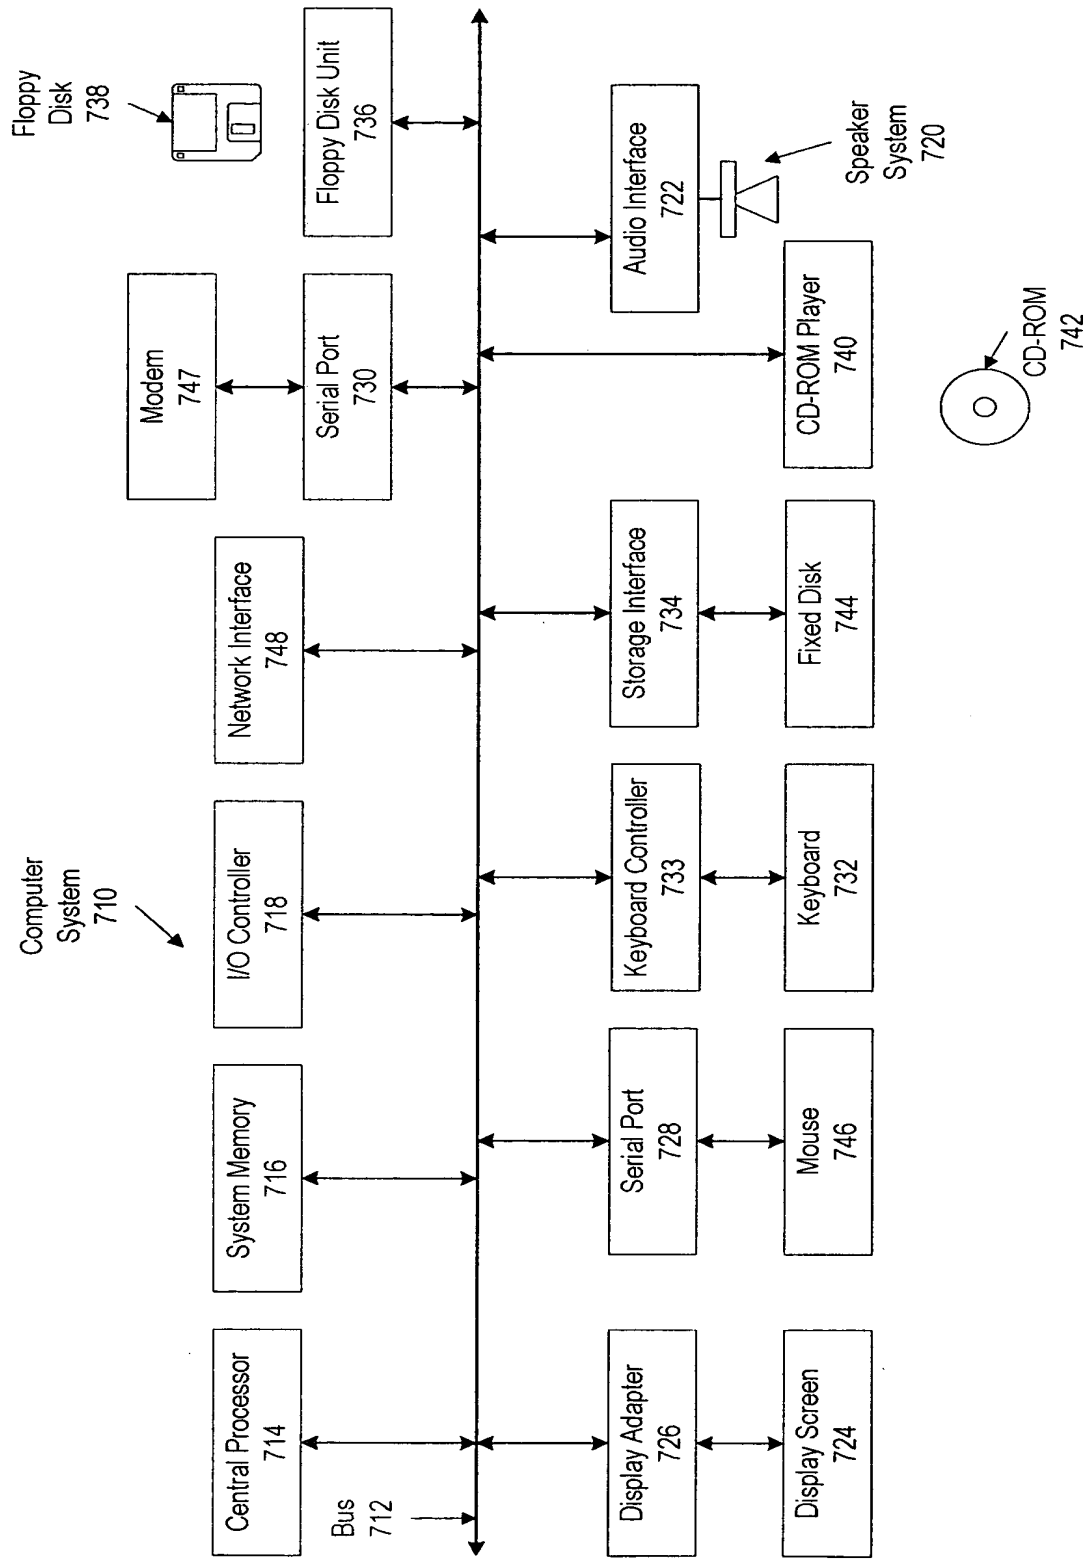 Computer
System
710
Floppy
Disk
738
Modem
747
Central Processor
714
System Memory
716
I/O Controller
718
Network Interface
748
Serial Port
730
Floppy Disk Unit
736
Bus
712
Display Adapter
726
Serial Port
728
Keyboard Controller
733
Storage Interface
734
Audio Interface
722
Display Screen
724
Mouse
746
Keyboard
732
Fixed Disk
744
CD-ROM Player
740
Speaker
System
720
CD-ROM
742